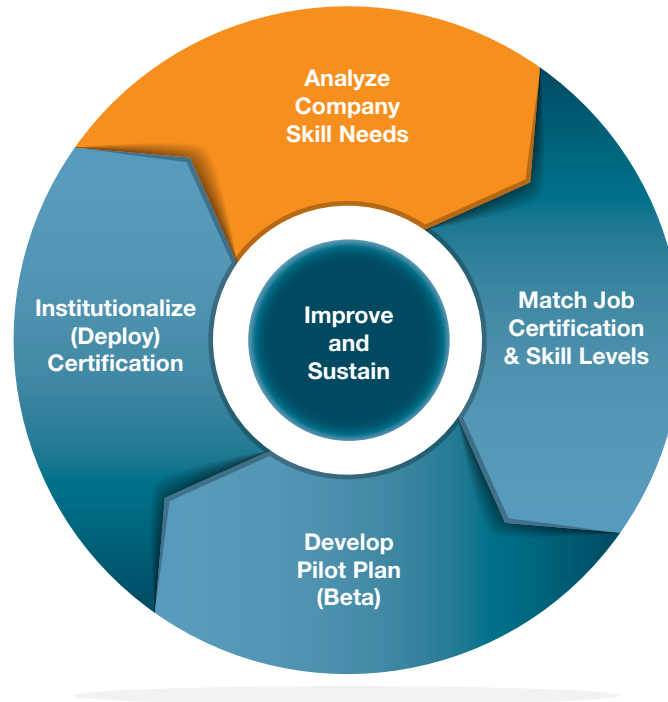 Analyze
Company
Skill Needs
Match Job
Certification
& Skill Levels
Develop
Pilot Plan
(Beta)
Institutionalize
(Deploy)
Certification
Improve
and
Sustain